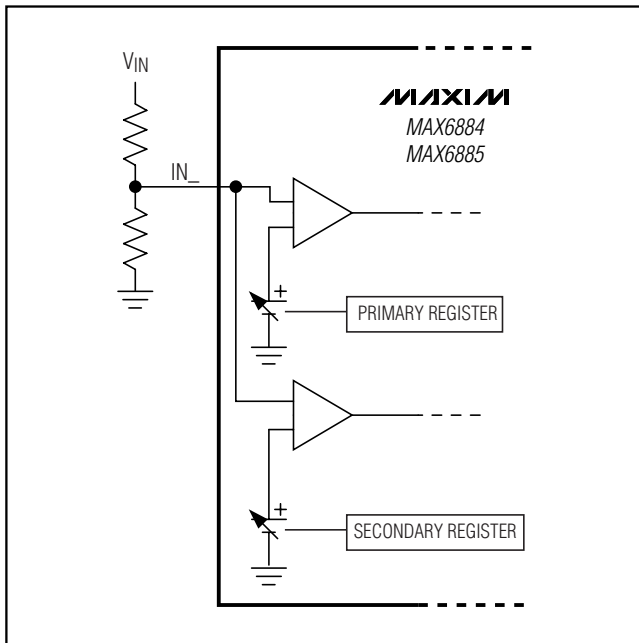 VIN
MAXIM
MAX6884
MAX6885
IN_
+
PRIMARY REGISTER
+
SECONDARY REGISTER